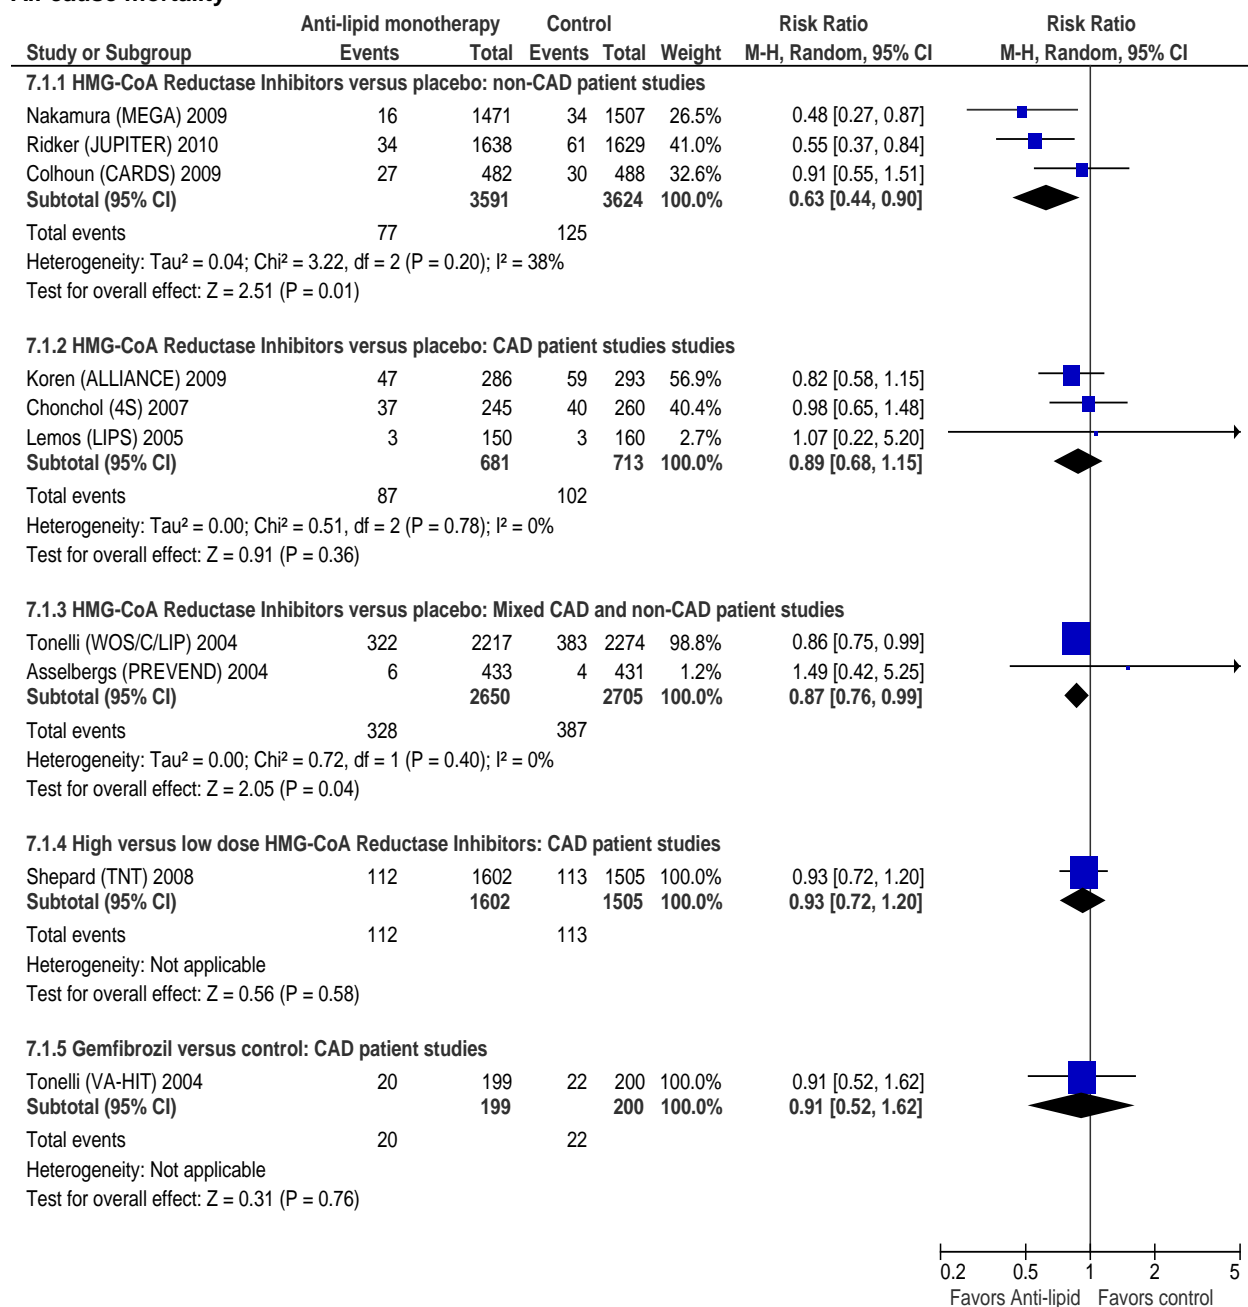 All-cause mortality
Anti-lipid monotherapy Control Risk Ratio Risk Ratio
Study or Subgroup Events Total Events Total Weight M-H, Random, 95% CI M-H, Random, 95% CI
7.1.1 HMG-CoA Reductase Inhibitors versus placebo: non-CAD patient studies
Nakamura (MEGA) 2009 16 1471 34 1507 26.5% 0.48 [0.27, 0.87]
Ridker (JUPITER) 2010 34 1638 61 1629 41.0% 0.55 [0.37, 0.84]
Colhoun (CARDS) 2009 27 482 30 488 32.6% 0.91 [0.55, 1.51]
Subtotal (95% CI) 3591 3624 100.0% 0.63 [0.44, 0.90]
Total events 77 125
Heterogeneity: Tau² = 0.04; Chi² = 3.22, df = 2 (P = 0.20); I² = 38%
Test for overall effect: Z = 2.51 (P = 0.01)
7.1.2 HMG-CoA Reductase Inhibitors versus placebo: CAD patient studies studies
Koren (ALLIANCE) 2009 47 286 59 293 56.9% 0.82 [0.58, 1.15]
Chonchol (4S) 2007 37 245 40 260 40.4% 0.98 [0.65, 1.48]
Lemos (LIPS) 2005 3 150 3 160 2.7% 1.07 [0.22, 5.20]
Subtotal (95% CI) 681 713 100.0% 0.89 [0.68, 1.15]
Total events 87 102
Heterogeneity: Tau² = 0.00; Chi² = 0.51, df = 2 (P = 0.78); I² = 0%
Test for overall effect: Z = 0.91 (P = 0.36)
7.1.3 HMG-CoA Reductase Inhibitors versus placebo: Mixed CAD and non-CAD patient studies
Tonelli (WOS/C/LIP) 2004 322 2217 383 2274 98.8% 0.86 [0.75, 0.99]
Asselbergs (PREVEND) 2004 6 433 4 431 1.2% 1.49 [0.42, 5.25]
Subtotal (95% CI) 2650 2705 100.0% 0.87 [0.76, 0.99]
Total events 328 387
Heterogeneity: Tau² = 0.00; Chi² = 0.72, df = 1 (P = 0.40); I² = 0%
Test for overall effect: Z = 2.05 (P = 0.04)
7.1.4 High versus low dose HMG-CoA Reductase Inhibitors: CAD patient studies
Shepard (TNT) 2008 112 1602 113 1505 100.0% 0.93 [0.72, 1.20]
Subtotal (95% CI) 1602 1505 100.0% 0.93 [0.72, 1.20]
Total events 112 113
Heterogeneity: Not applicable
Test for overall effect: Z = 0.56 (P = 0.58)
7.1.5 Gemfibrozil versus control: CAD patient studies
Tonelli (VA-HIT) 2004 20 199 22 200 100.0% 0.91 [0.52, 1.62]
Subtotal (95% CI) 199 200 100.0% 0.91 [0.52, 1.62]
Total events 20 22
Heterogeneity: Not applicable
Test for overall effect: Z = 0.31 (P = 0.76)
0.2 0.5 1 2 5
Favors Anti-lipid Favors control